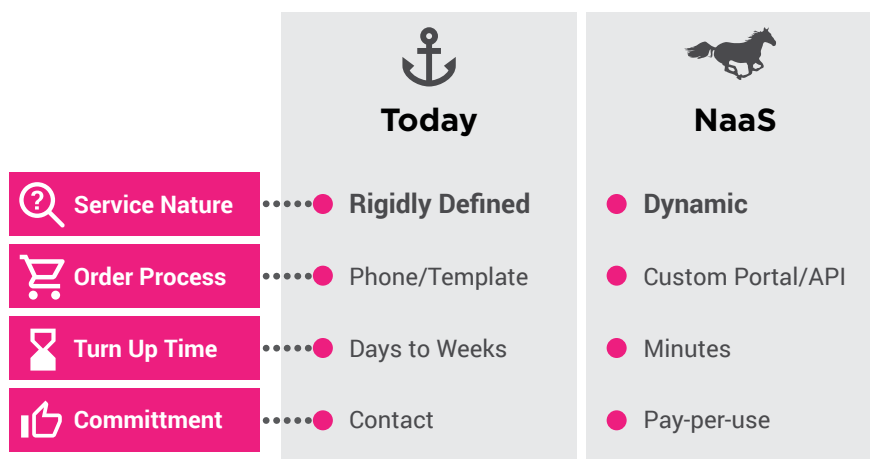 Today
NaaS
Service Nature
Rigidly Defined
Dynamic
Order Process
Phone/Template
Custom Portal/API
Turn Up Time
Days to Weeks
Minutes
Committment
Contact
Pay-per-use